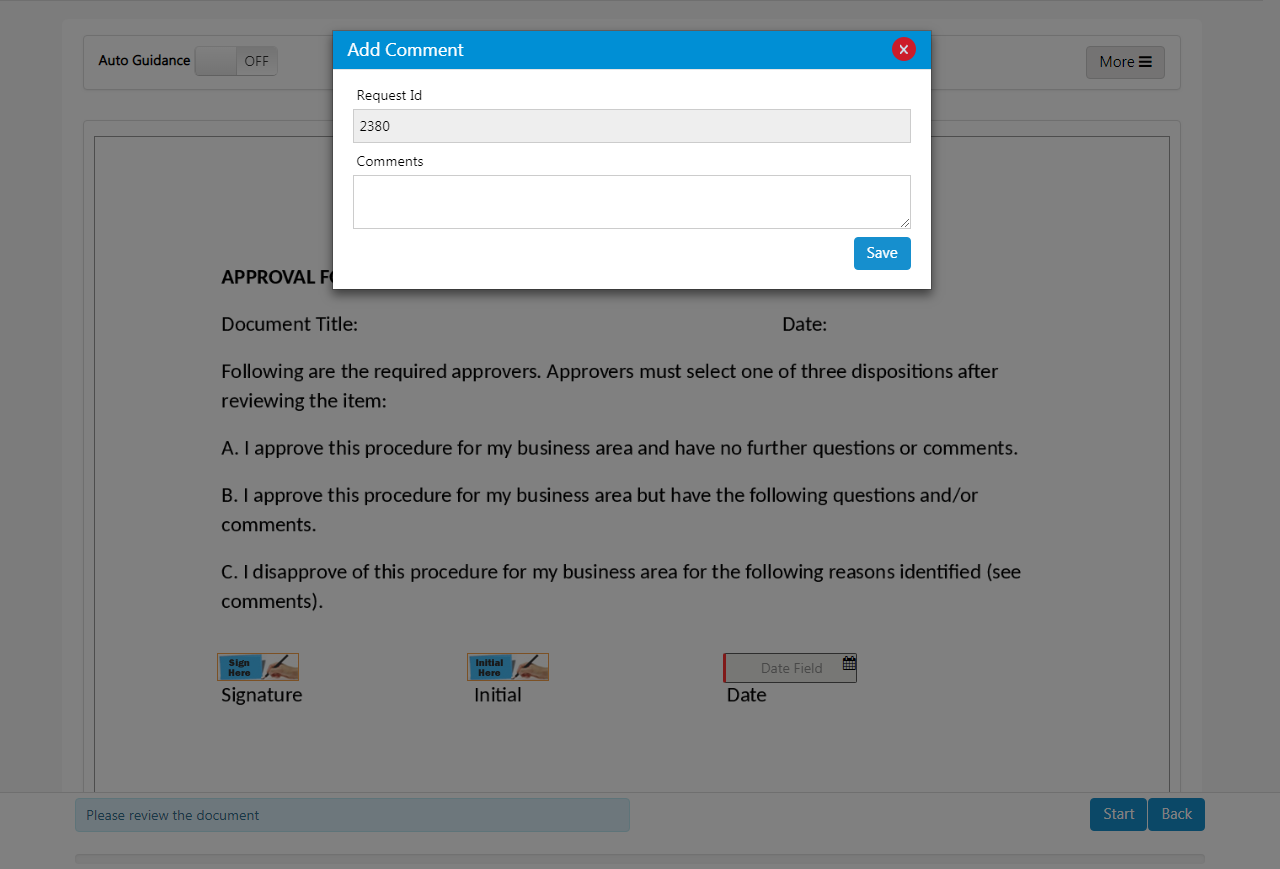 Add Comment
Auto Guidance
OFF
More
Request Id
2380
Comments
Save
APPROVAL
Document Title:
Date:
Following are the required approvers. Approvers must select one of three dispositions after
reviewing the item:
A. I approve this procedure for my business area and have no further questions or comments.
B. I approve this procedure for my business area but have the following questions and/or
comments.
C. I disapprove of this procedure for my business area for the following reasons identified (see
comments).
Sign
Here
Initial
Here
Date Field
Signature
Initial
Date
Please review the document
Start
Back